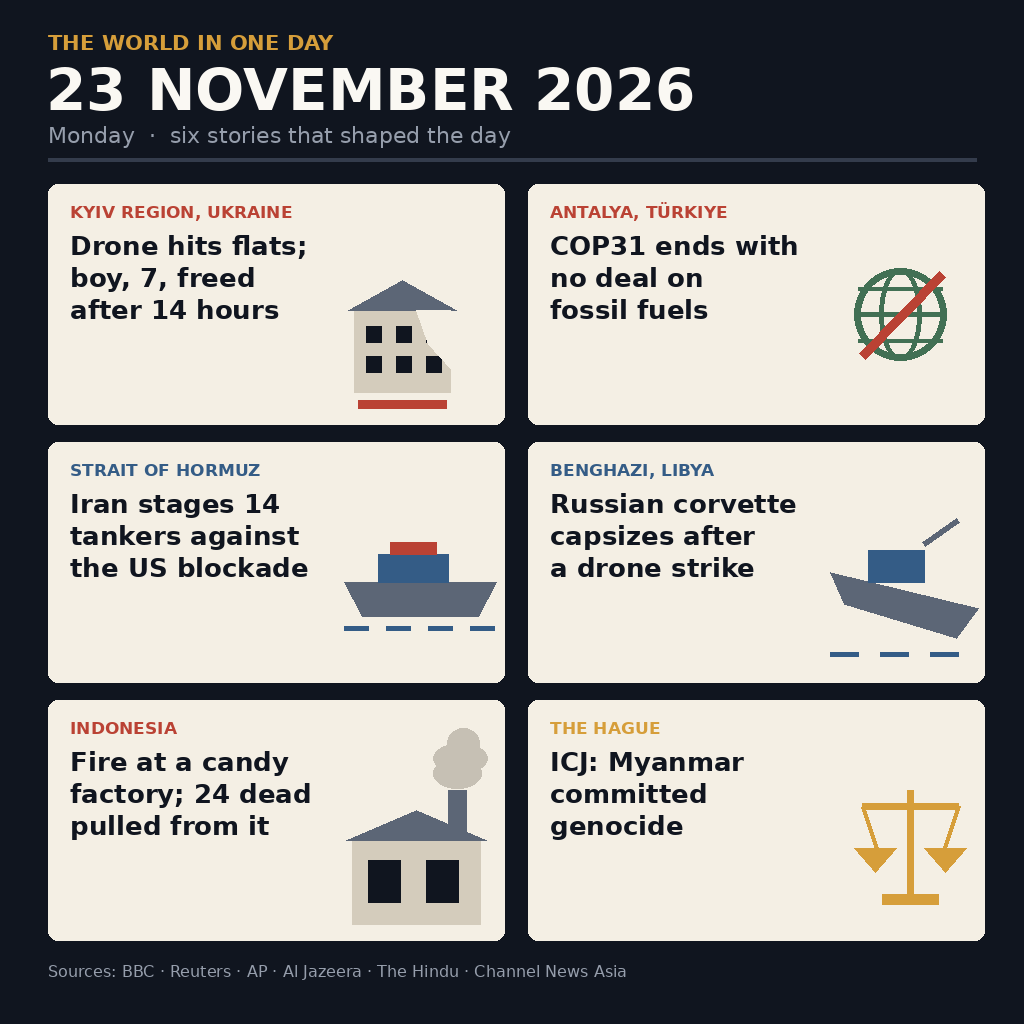 THE WORLD IN ONE DAY
23 NOVEMBER 2026
Monday · six stories that shaped the day
KYIV REGION, UKRAINE
Drone hits flats;
boy, 7, freed
after 14 hours
ANTALYA, TÜRKIYE
COP31 ends with
no deal on
fossil fuels
STRAIT OF HORMUZ
Iran stages 14
tankers against
the US blockade
BENGHAZI, LIBYA
Russian corvette
capsizes after
a drone strike
INDONESIA
Fire at a candy
factory; 24 dead
pulled from it
THE HAGUE
ICJ: Myanmar
committed
genocide
Sources: BBC · Reuters · AP · Al Jazeera · The Hindu · Channel News Asia